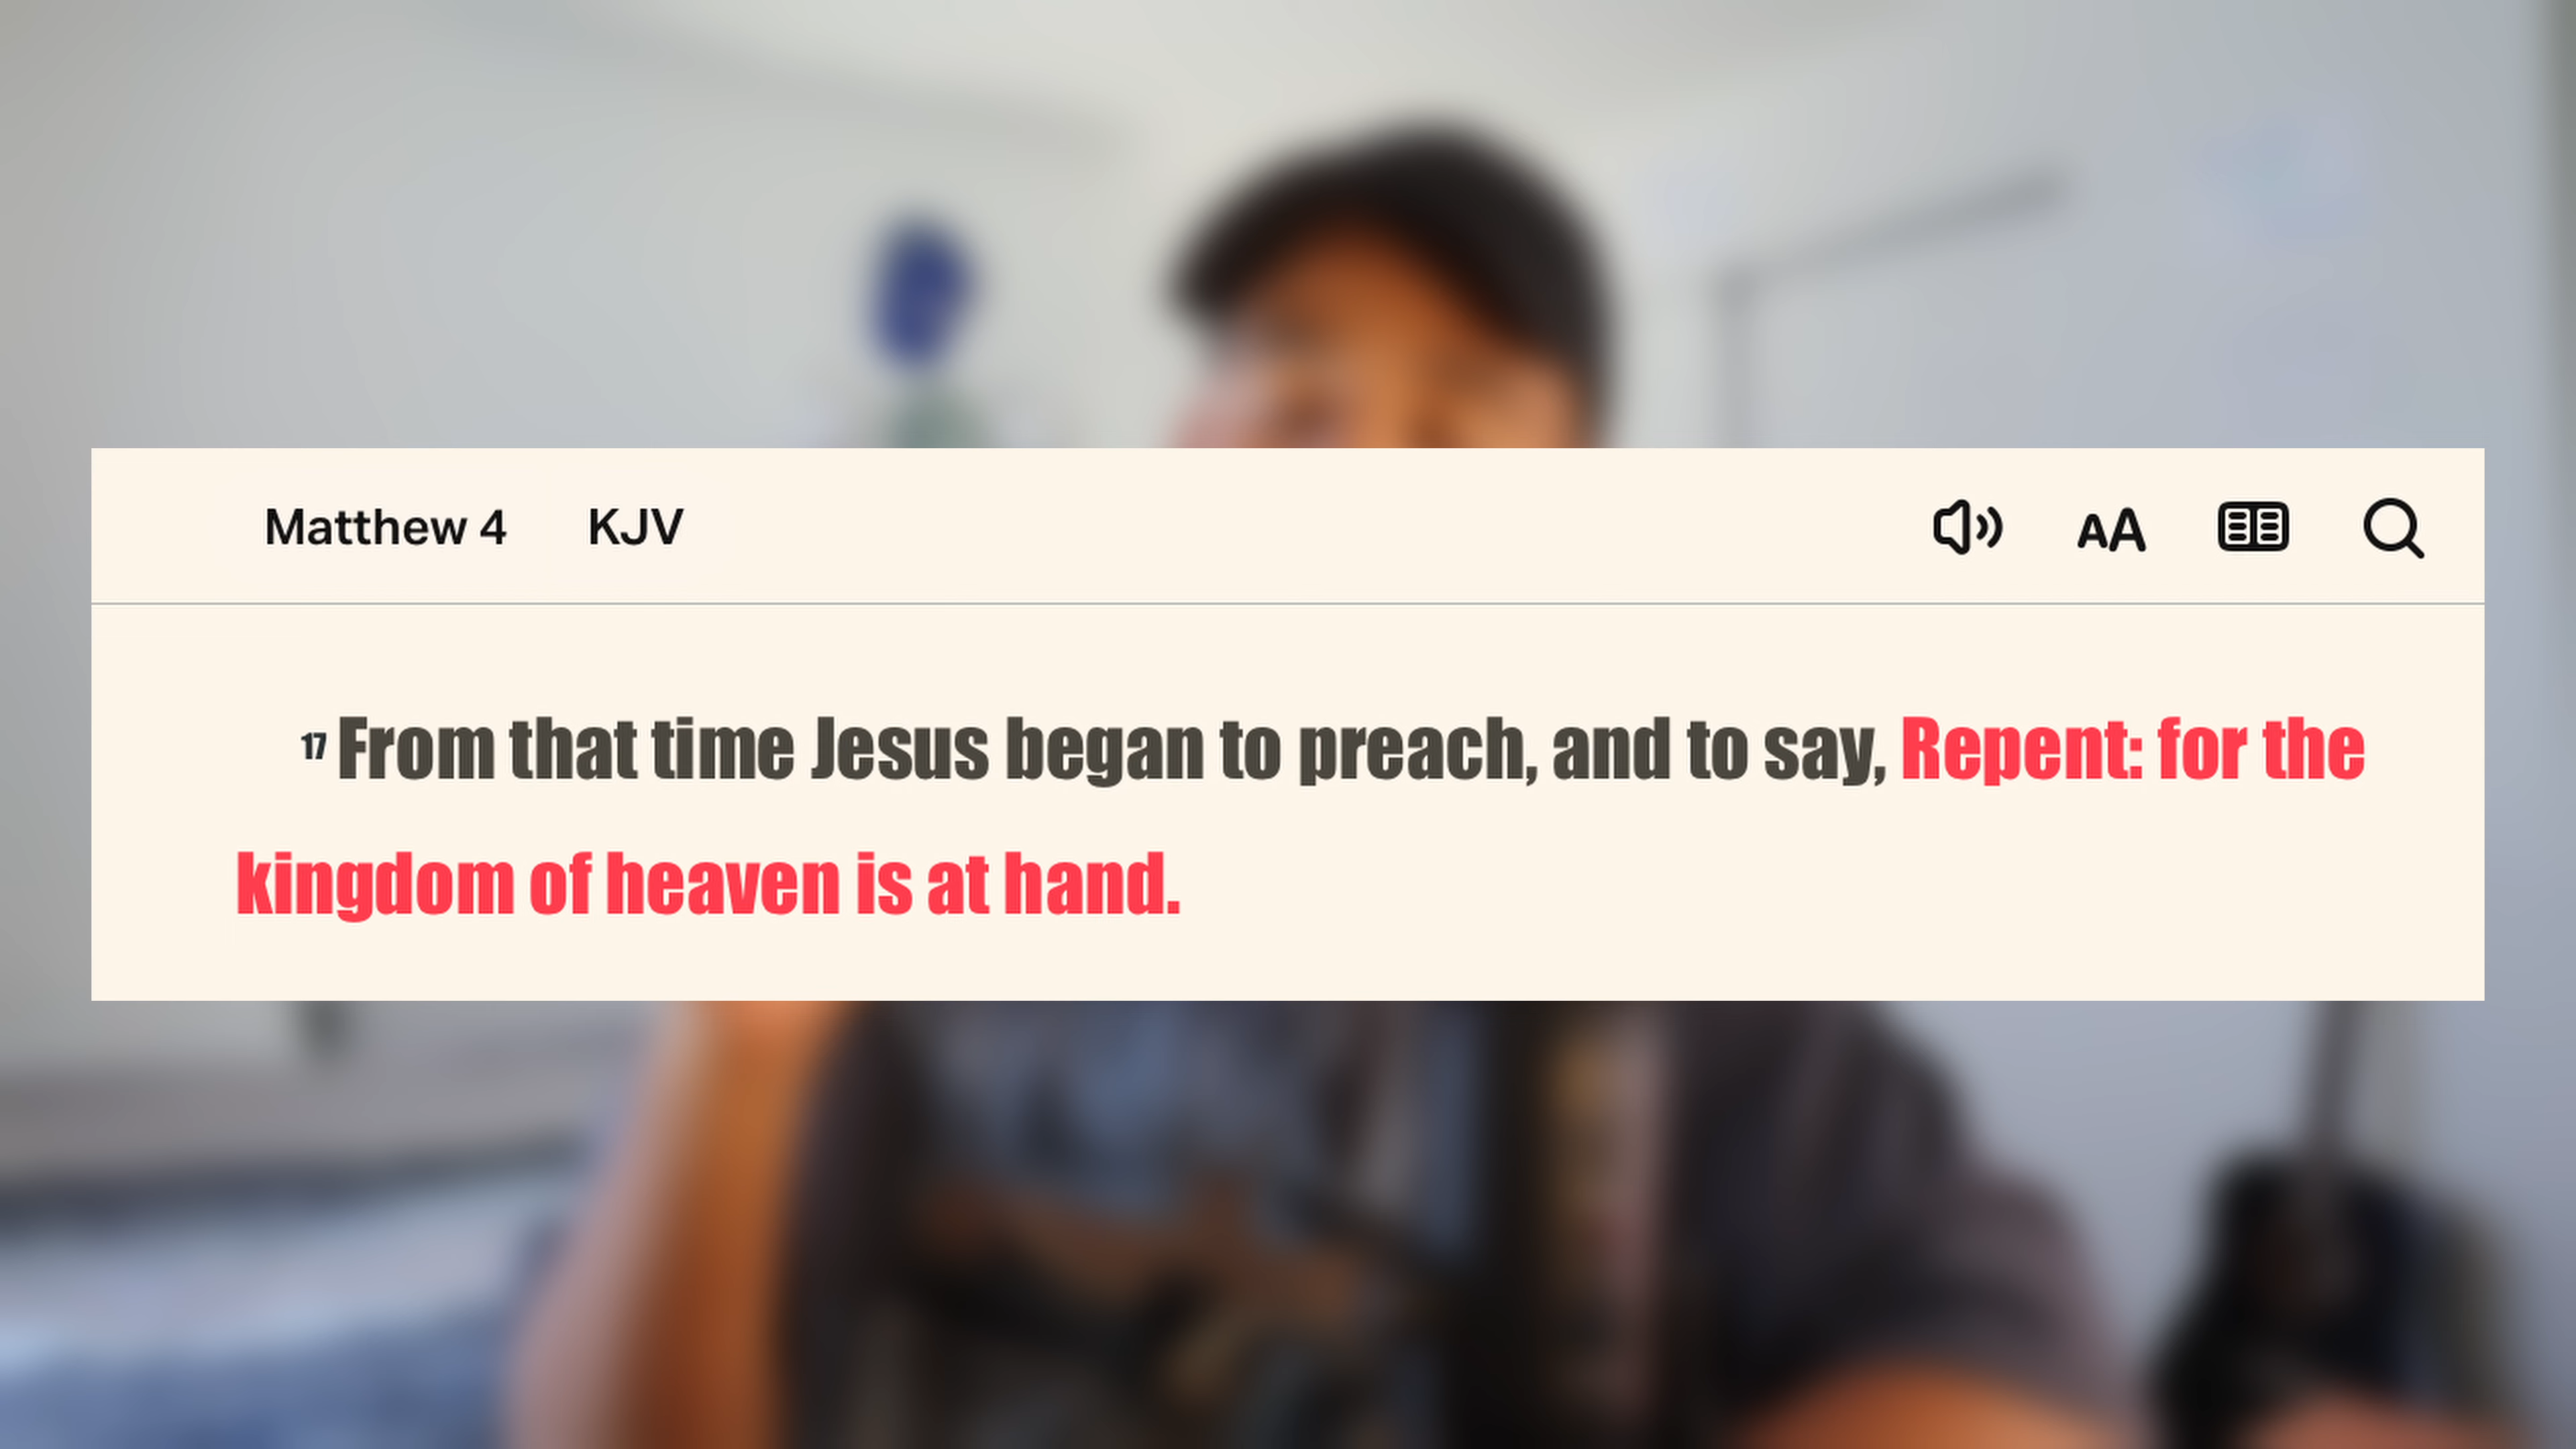 Matthew 4 KJV AA
17 From that time Jesus began to preach, and to say, Repent: for the
kingdom of heaven is at hand.